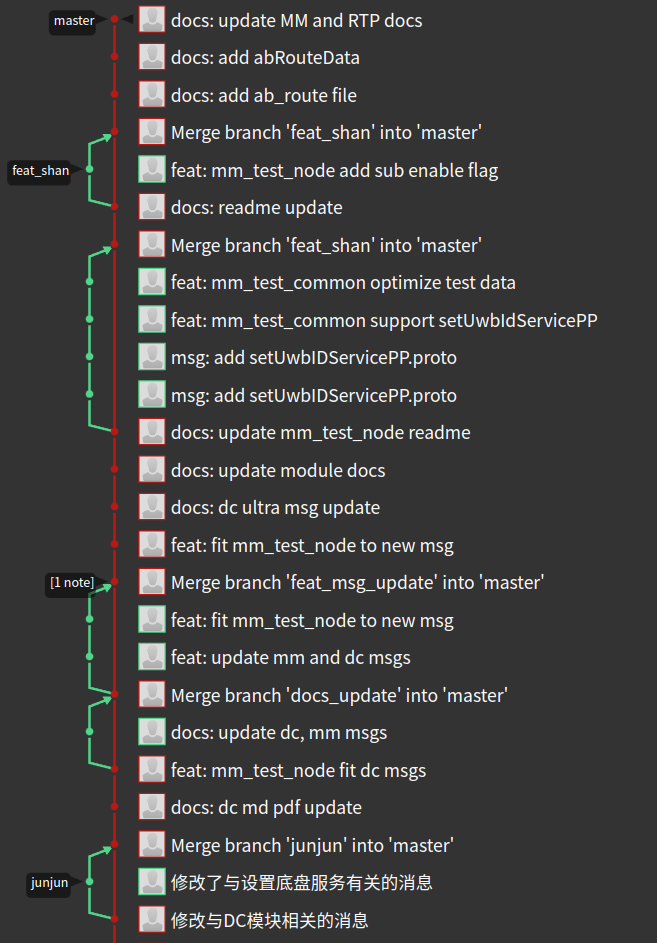 master docs: update MM and RTP docs
docs: add abRouteData
docs: add ab_route file
Merge branch 'feat_shan' into 'master'
feat_shan feat: mm_test_node add sub enable flag
docs: readme update
Merge branch 'feat_shan' into 'master'
feat: mm_test_common optimize test data
feat: mm_test_common support setUwbIdServicePP
msg: add setUwbIDServicePP.proto
msg: add setUwbIDServicePP.proto
docs: update mm_test_node readme
docs: update module docs
docs: dc ultra msg update
feat: fit mm_test_node to new msg
[1 note] Merge branch 'feat_msg_update' into 'master'
feat: fit mm_test_node to new msg
feat: update mm and dc msgs
Merge branch 'docs_update' into 'master'
docs: update dc, mm msgs
feat: mm_test_node fit dc msgs
docs: dc md pdf update
Merge branch 'junjun' into 'master'
junjun 修改了与设置底盘服务有关的消息
修改与DC模块相关的消息